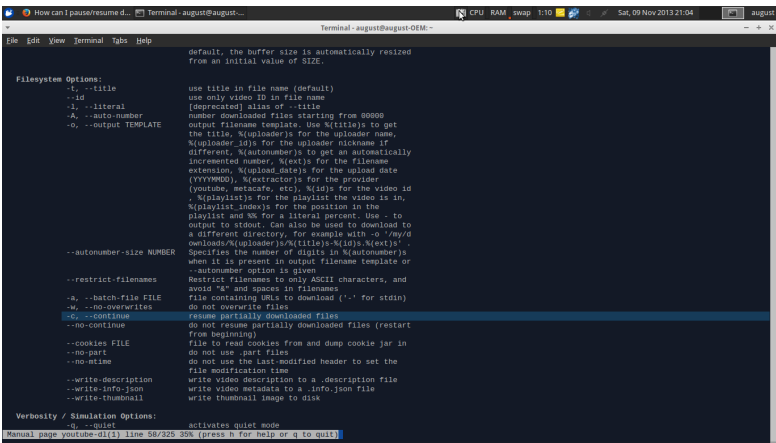 How can I pause/resume d... Terminal - august@august-... CPU RAM swap 1:10 Sat, 09 Nov 2013 21:04 august
Terminal - august@august-OEM: ~
File Edit View Terminal Tabs Help
default, the buffer size is automatically resized
from an initial value of SIZE.
Filesystem Options:
-t, --title use title in file name (default)
--id use only video ID in file name
-l, --literal [deprecated] alias of --title
-A, --auto-number number downloaded files starting from 00000
-o, --output TEMPLATE output filename template. Use %(title)s to get
the title, %(uploader)s for the uploader name,
%(uploader_id)s for the uploader nickname if
different, %(autonumber)s to get an automatically
incremented number, %(ext)s for the filename
extension, %(upload_date)s for the upload date
(YYYYMMDD), %(extractor)s for the provider
(youtube, metacafe, etc), %(id)s for the video id
, %(playlist)s for the playlist the video is in,
%(playlist_index)s for the position in the
playlist and %% for a literal percent. Use - to
output to stdout. Can also be used to download to
a different directory, for example with -o '/my/d
ownloads/%(uploader)s/%(title)s-%(id)s.%(ext)s' .
--autonumber-size NUMBER Specifies the number of digits in %(autonumber)s
when it is present in output filename template or
--autonumber option is given
--restrict-filenames Restrict filenames to only ASCII characters, and
avoid "&" and spaces in filenames
-a, --batch-file FILE file containing URLs to download ('-' for stdin)
-w, --no-overwrites do not overwrite files
-c, --continue resume partially downloaded files
--no-continue do not resume partially downloaded files (restart
from beginning)
--cookies FILE file to read cookies from and dump cookie jar in
--no-part do not use .part files
--no-mtime do not use the Last-modified header to set the
file modification time
--write-description write video description to a .description file
--write-info-json write video metadata to a .info.json file
--write-thumbnail write thumbnail image to disk
Verbosity / Simulation Options:
-q, --quiet activates quiet mode
Manual page youtube-dl(1) line 58/325 35% (press h for help or q to quit)